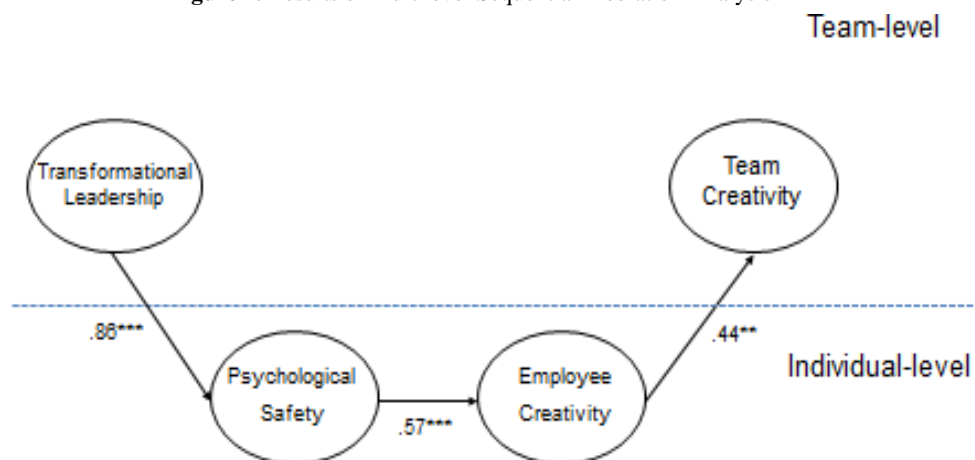 Team-level
Transformational
Leadership
Team
Creativity
.86***
.44**
Individual-level
Psychological
Safety
Employee
Creativity
.57***